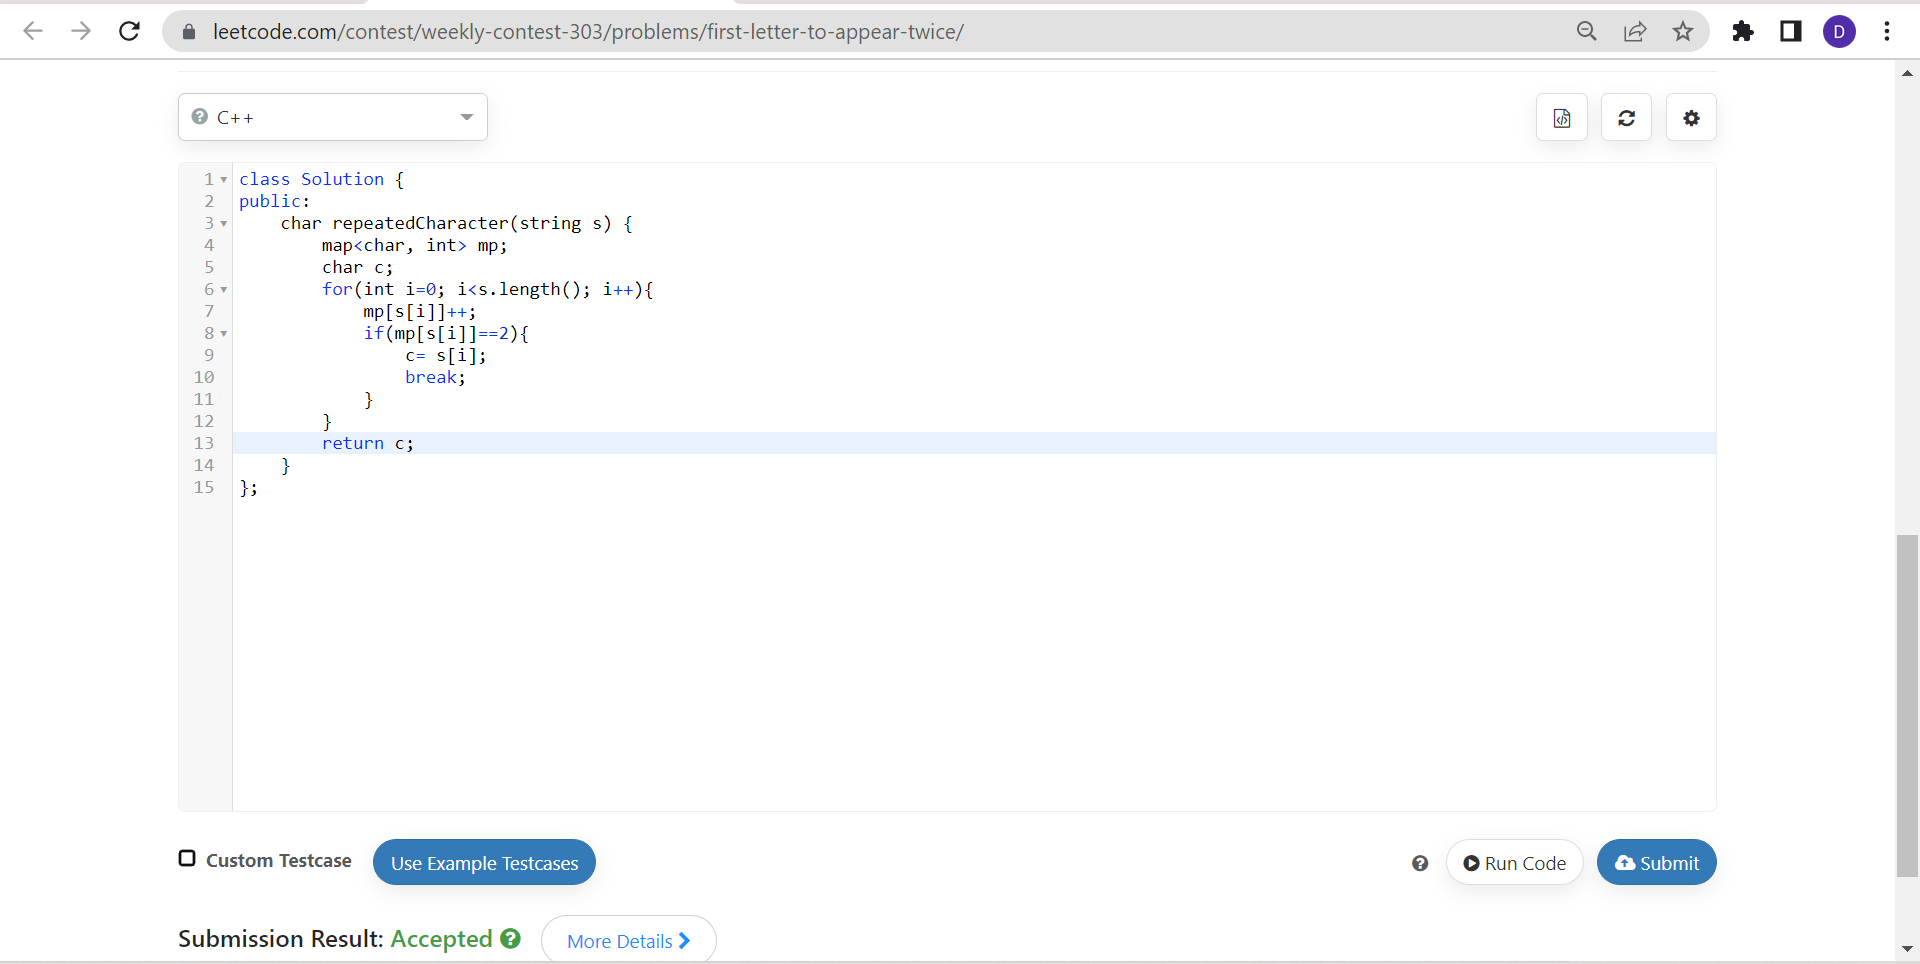 leetcode.com/contest/weekly-contest-303/problems/first-letter-to-appear-twice/
D
C++
1 class Solution {
2 public:
3     char repeatedCharacter(string s) {
4         map<char, int> mp;
5         char c;
6         for(int i=0; i<s.length(); i++){
7             mp[s[i]]++;
8             if(mp[s[i]]==2){
9                 c= s[i];
10                 break;
11             }
12         }
13         return c;
14     }
15 };
Custom Testcase Use Example Testcases Run Code Submit
Submission Result: Accepted More Details